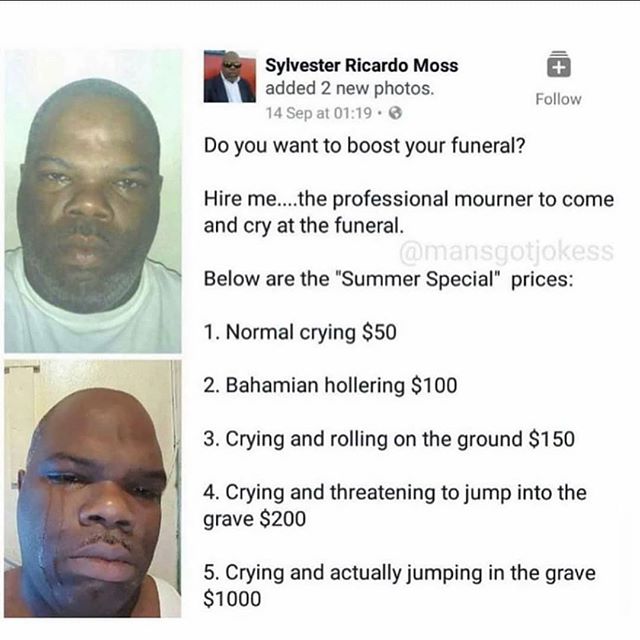 Sylvester Ricardo Moss
added 2 new photos.
14 Sep at 01:19 •
Follow
Do you want to boost your funeral?
Hire me....the professional mourner to come
and cry at the funeral.
@mansgotjokess
Below are the "Summer Special" prices:
1. Normal crying $50
2. Bahamian hollering $100
3. Crying and rolling on the ground $150
4. Crying and threatening to jump into the
grave $200
5. Crying and actually jumping in the grave
$1000